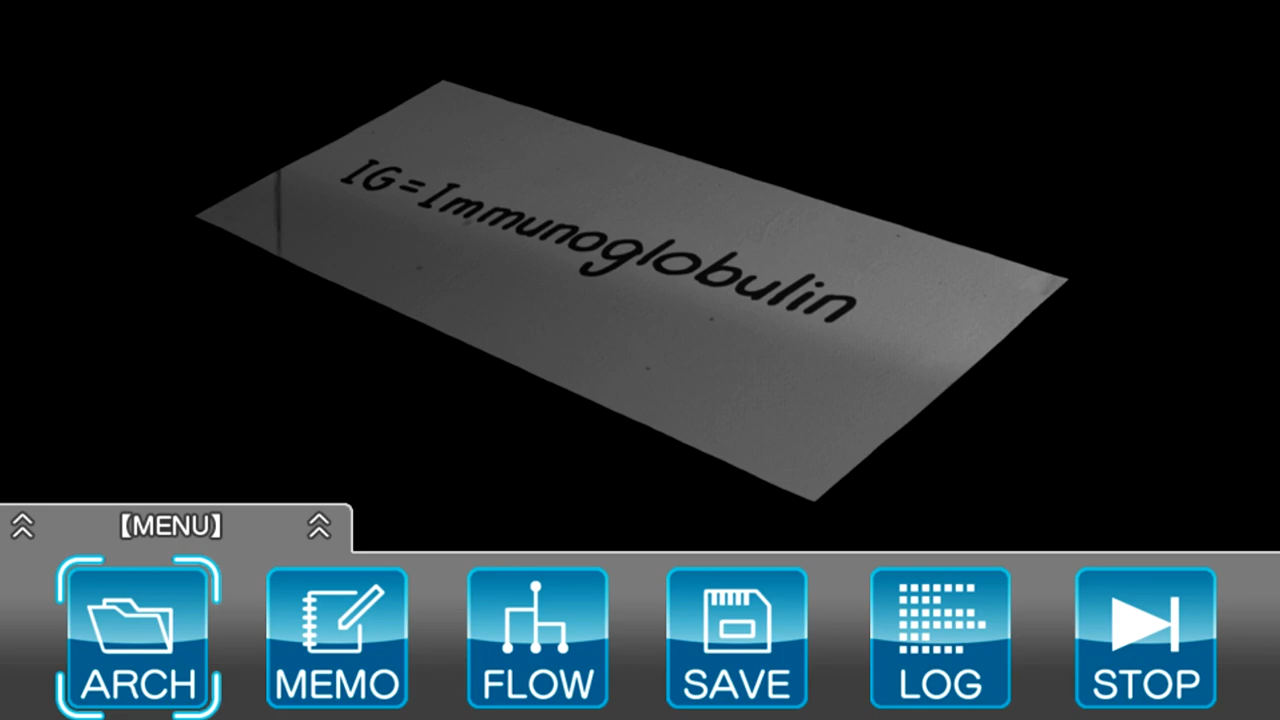 IG=Immunoglobulin
【MENU】
ARCH
MEMO
FLOW
SAVE
LOG
STOP